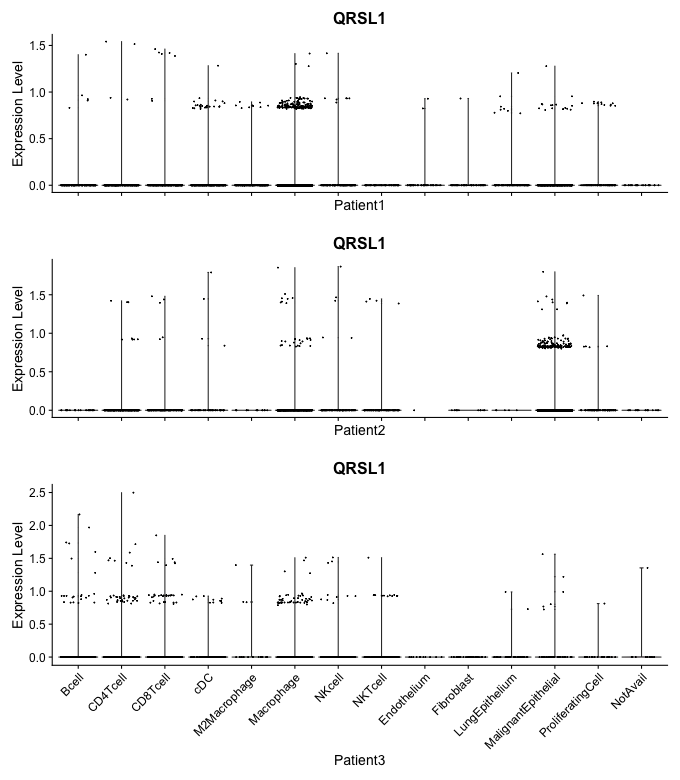 QRSL1
1.5
1.0
0.5
0.0
Expression Level
Patient1
QRSL1
1.5
1.0
0.5
0.0
Expression Level
Patient2
QRSL1
2.5
2.0
1.5
1.0
0.5
0.0
Expression Level
Bcell
CD4Tcell
CD8Tcell
cDC
M2Macrophage
Macrophage
NKcell
NKTcell
Endothelium
Fibroblast
LungEpithelium
MalignantEpithelial
ProliferatingCell
NotAvail
Patient3